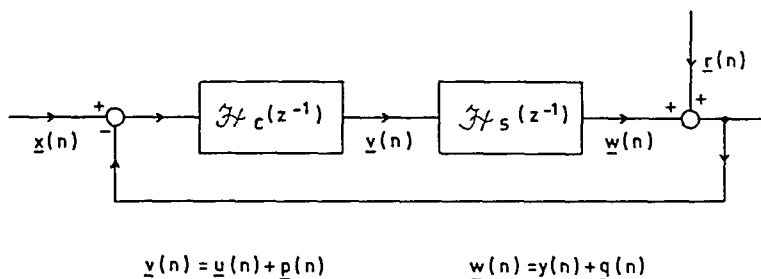 r(n)
+ + +
ℋc(z⁻¹) ℋs(z⁻¹)
x(n) - v(n) w(n)
v(n) = u(n) + p(n) w(n) = y(n) + q(n)